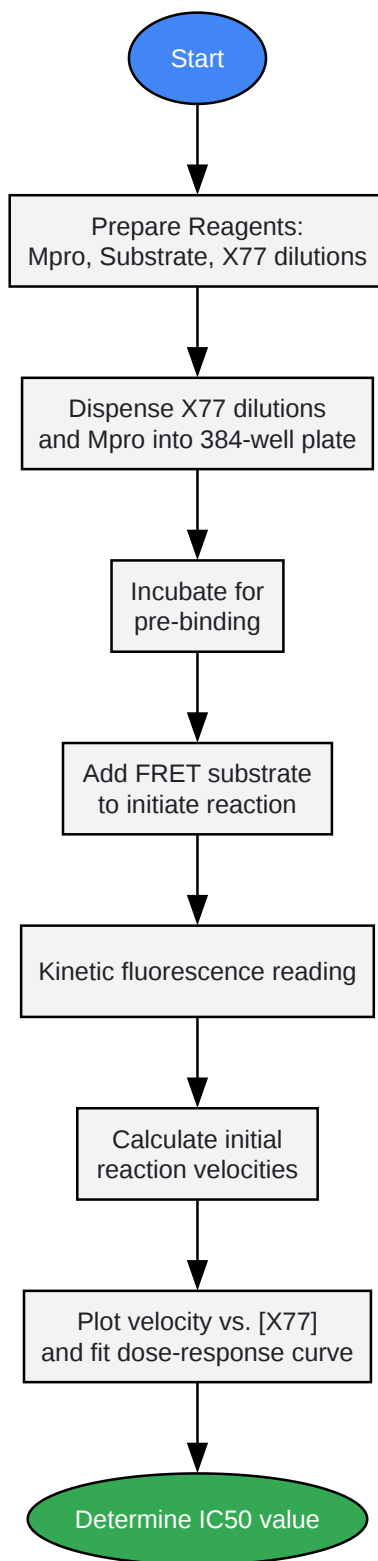 Start
Prepare Reagents:
Mpro, Substrate, X77 dilutions
Dispense X77 dilutions
and Mpro into 384-well plate
Incubate for
pre-binding
Add FRET substrate
to initiate reaction
Kinetic fluorescence reading
Calculate initial
reaction velocities
Plot velocity vs. [X77]
and fit dose-response curve
Determine IC50 value